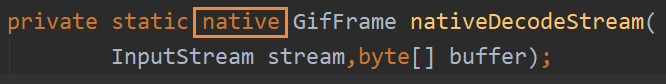 private static native GifFrame nativeDecodeStream(
InputStream stream,byte[] buffer);